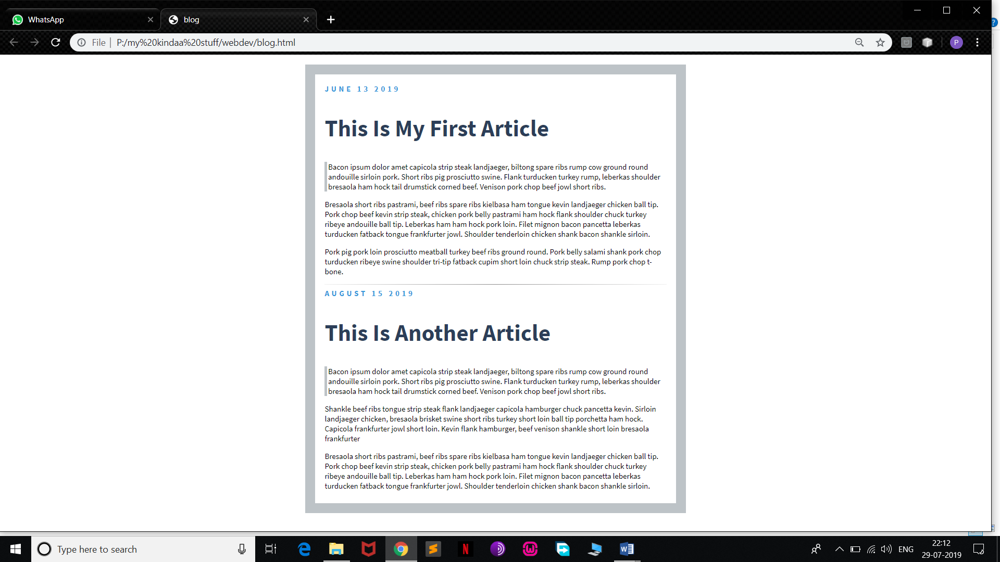 WhatsApp
blog
File | P:/my%20kindaa%20stuff/webdev/blog.html
P
?
JUNE 13 2019
This Is My First Article
Bacon ipsum dolor amet capicola strip steak landjaeger, biltong spare ribs rump cow ground round
andouille sirloin pork. Short ribs pig prosciutto swine. Flank turducken turkey rump, leberkas shoulder
bresaola ham hock tail drumstick corned beef. Venison pork chop beef jowl short ribs.
Bresaola short ribs pastrami, beef ribs spare ribs kielbasa ham tongue kevin landjaeger chicken ball tip.
Pork chop beef kevin strip steak, chicken pork belly pastrami ham hock flank shoulder chuck turkey
ribeye andouille ball tip. Leberkas ham ham hock pork loin. Filet mignon bacon pancetta leberkas
turducken fatback tongue frankfurter jowl. Shoulder tenderloin chicken shank bacon shankle sirloin.
Pork pig pork loin prosciutto meatball turkey beef ribs ground round. Pork belly salami shank pork chop
turducken ribeye swine shoulder tri-tip fatback cupim short loin chuck strip steak. Rump pork chop t-
bone.
AUGUST 15 2019
This Is Another Article
Bacon ipsum dolor amet capicola strip steak landjaeger, biltong spare ribs rump cow ground round
andouille sirloin pork. Short ribs pig prosciutto swine. Flank turducken turkey rump, leberkas shoulder
bresaola ham hock tail drumstick corned beef. Venison pork chop beef jowl short ribs.
Shankle beef ribs tongue strip steak flank landjaeger capicola hamburger chuck pancetta kevin. Sirloin
landjaeger chicken, bresaola brisket swine short ribs turkey short loin ball tip porchetta ham hock.
Capicola frankfurter jowl short loin. Kevin flank hamburger, beef venison shankle short loin bresaola
frankfurter
Bresaola short ribs pastrami, beef ribs spare ribs kielbasa ham tongue kevin landjaeger chicken ball tip.
Pork chop beef kevin strip steak, chicken pork belly pastrami ham hock flank shoulder chuck turkey
ribeye andouille ball tip. Leberkas ham ham hock pork loin. Filet mignon bacon pancetta leberkas
turducken fatback tongue frankfurter jowl. Shoulder tenderloin chicken shank bacon shankle sirloin.
Type here to search
ENG
22:12
29-07-2019